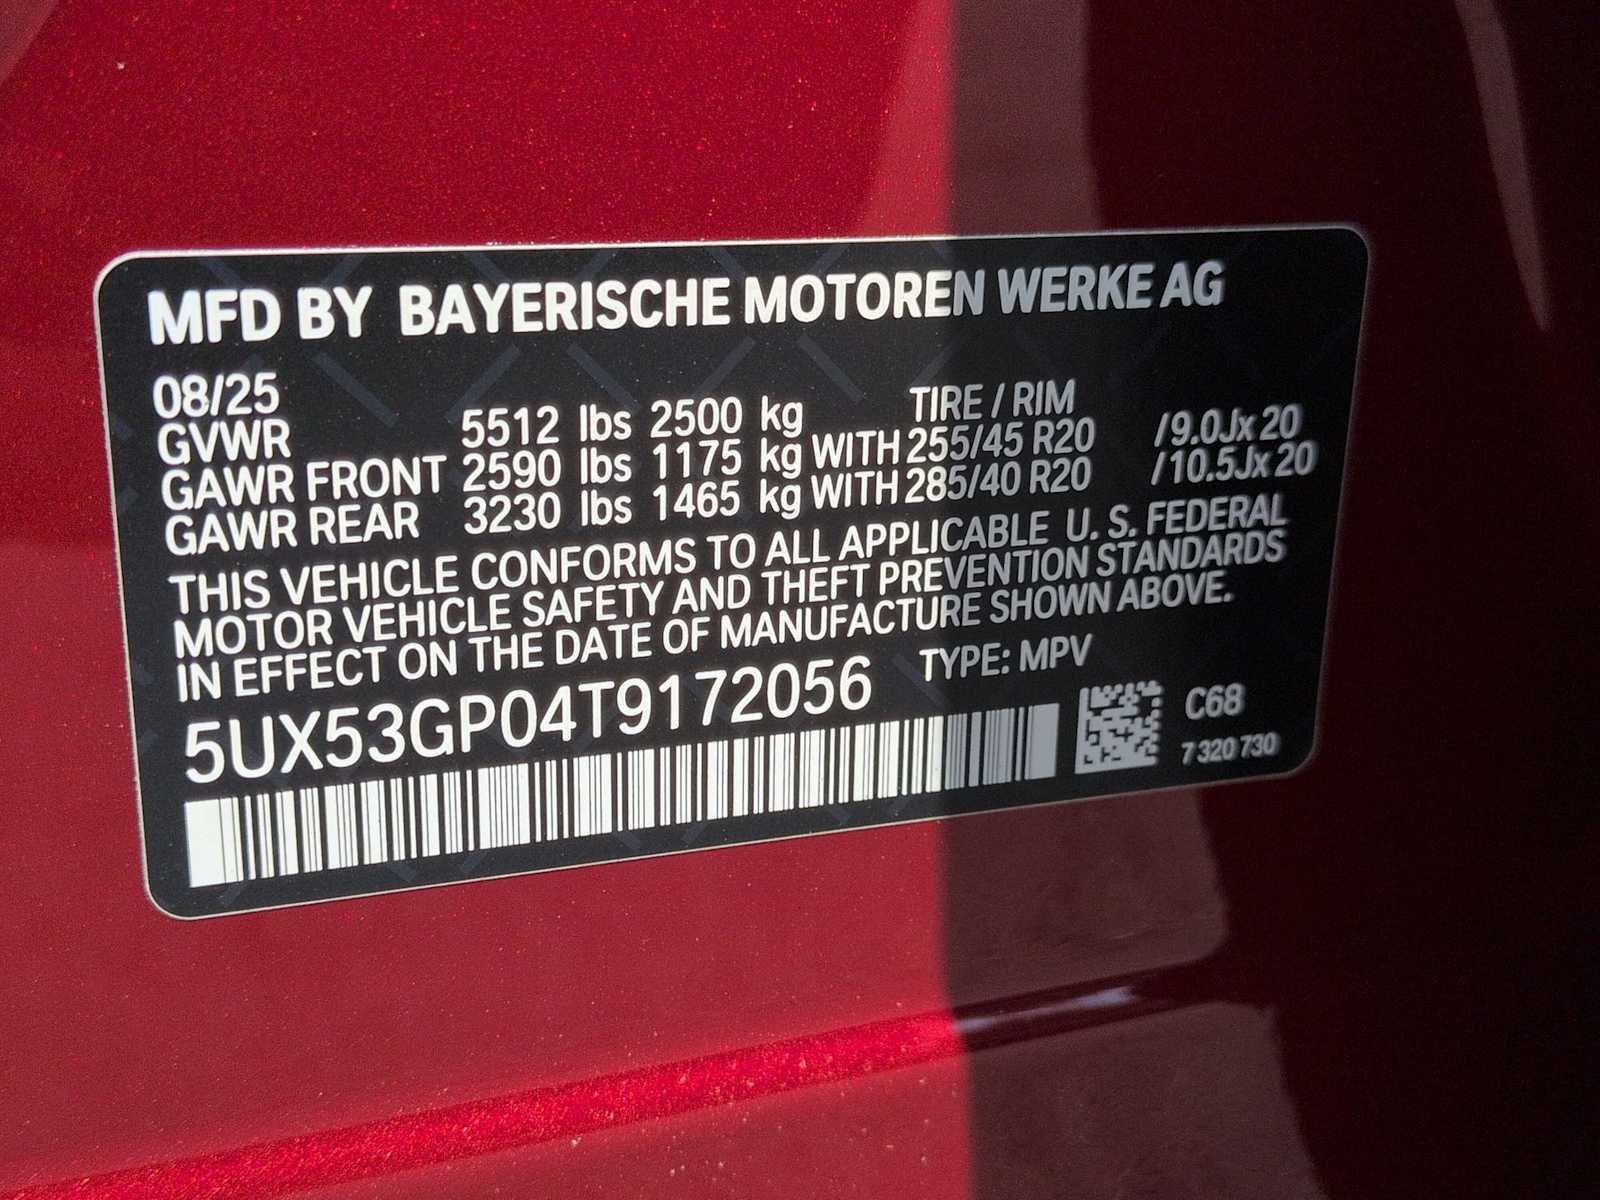 MFD BY BAYERISCHE MOTOREN WERKE AG
08/25 TIRE / RIM
GVWR 5512 lbs 2500 kg
GAWR FRONT 2590 lbs 1175 kg WITH 255/45 R20 /9.0Jx20
GAWR REAR 3230 lbs 1465 kg WITH 285/40 R20 /10.5Jx20
THIS VEHICLE CONFORMS TO ALL APPLICABLE U. S. FEDERAL
MOTOR VEHICLE SAFETY AND THEFT PREVENTION STANDARDS
IN EFFECT ON THE DATE OF MANUFACTURE SHOWN ABOVE.
5UX53GP04T9172056 TYPE: MPV
C68
7 320 730